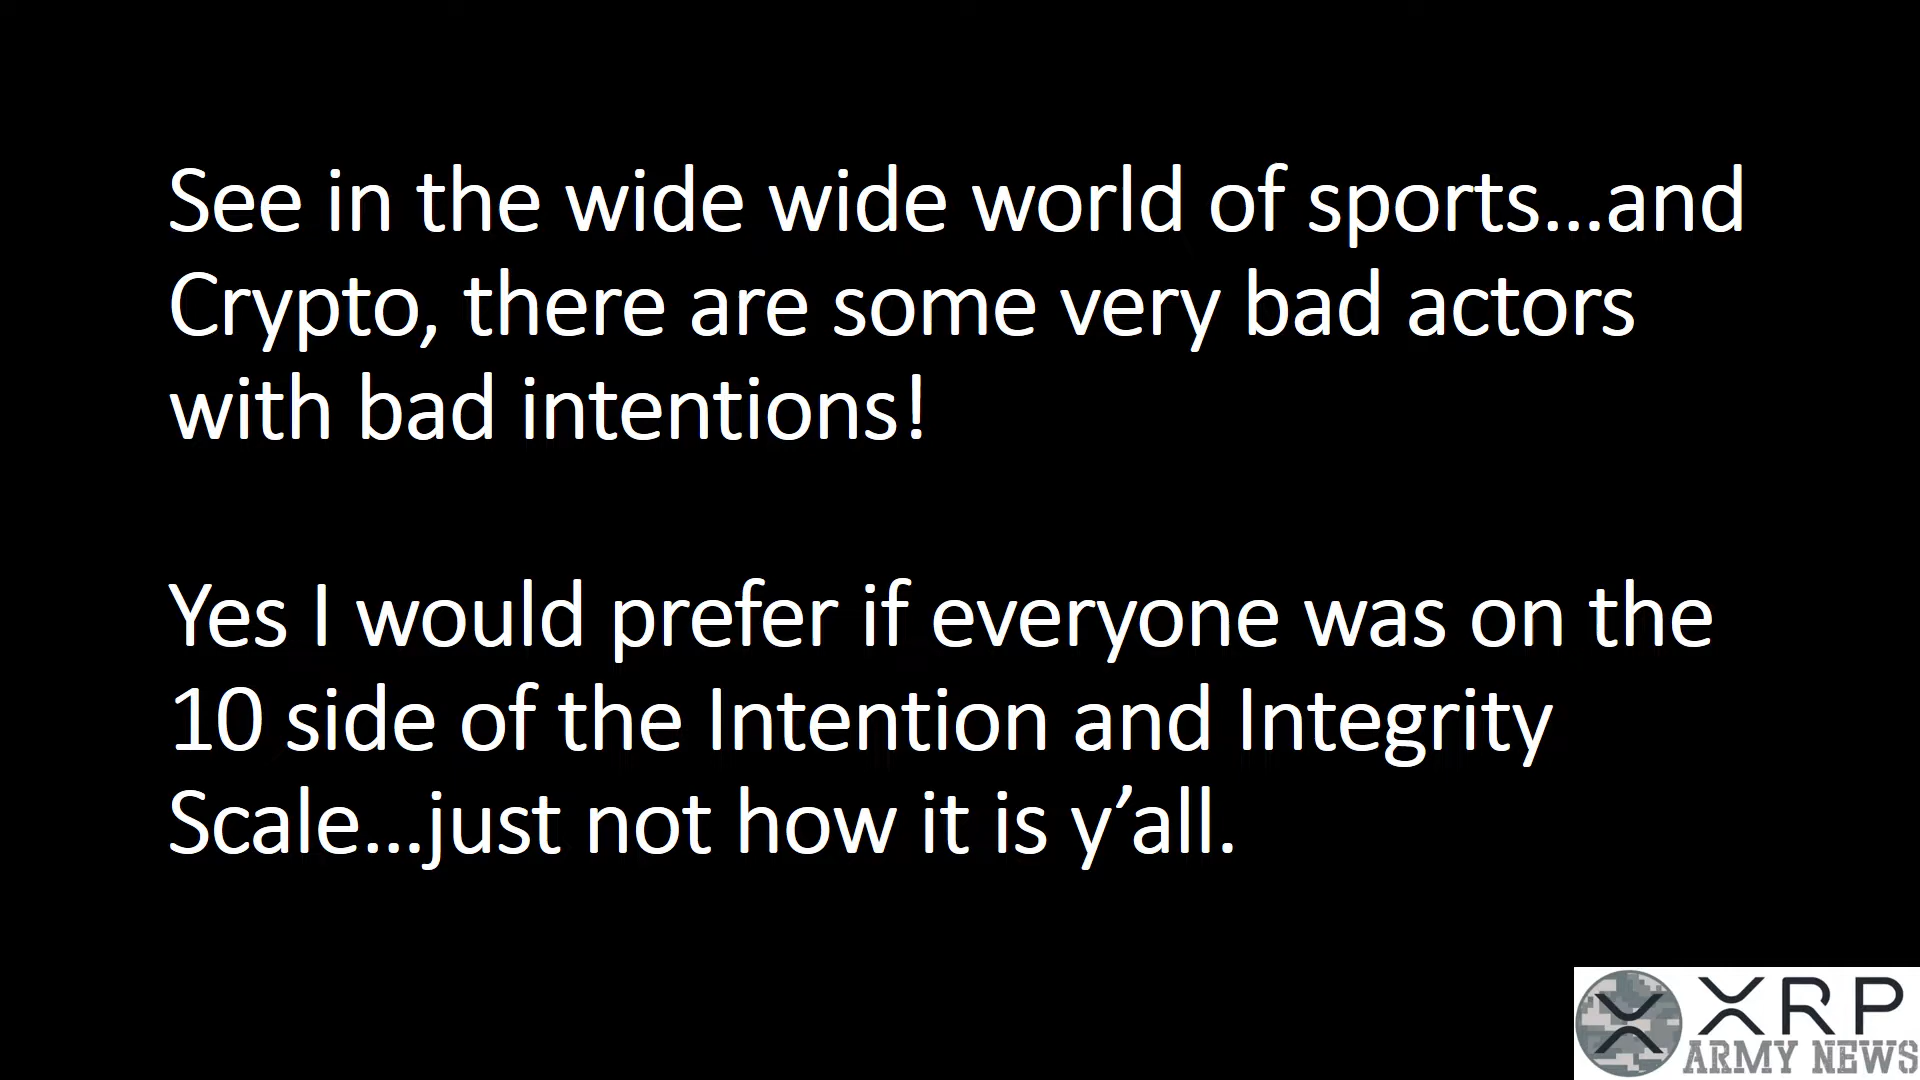 See in the wide wide world of sports...and
Crypto, there are some very bad actors
with bad intentions!
Yes I would prefer if everyone was on the
10 side of the Intention and Integrity
Scale...just not how it is y’all.
XRP
ARMY NEWS